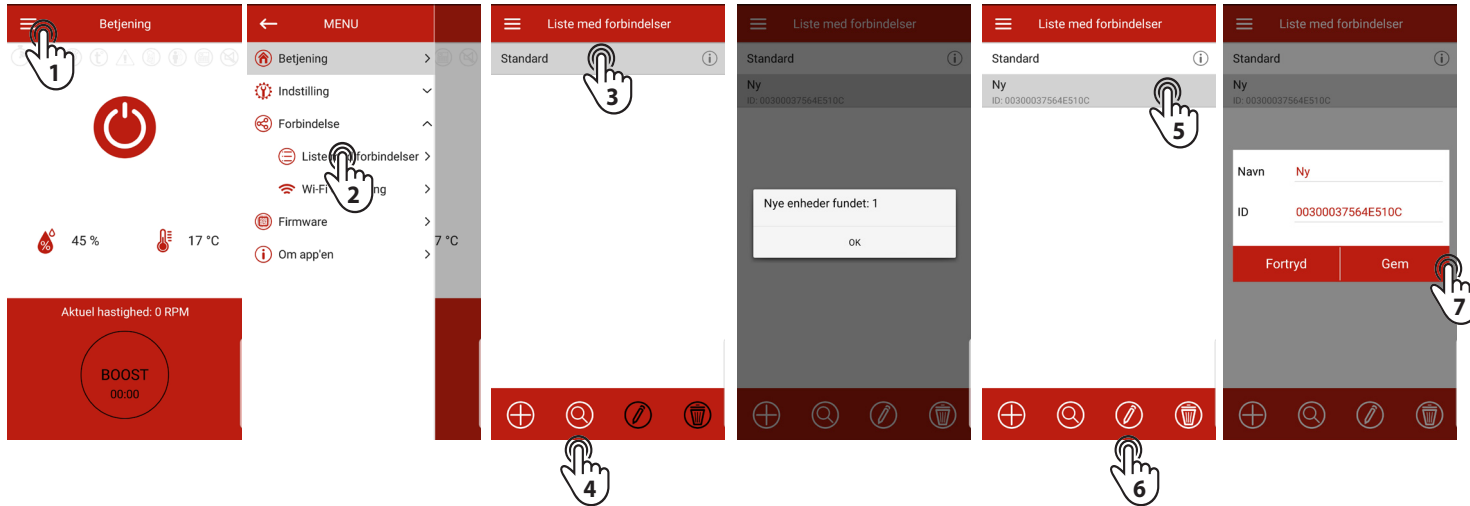 Betjening
1
45 %
17 °C
Aktuel hastighed: 0 RPM
BOOST
00:00
MENU
Betjening
Indstilling
Forbindelse
Liste med forbindelser
2
Wi-Fi
ng
Firmware
Om app'en
7 °C
Liste med forbindelser
Standard
3
4
Liste med forbindelser
Standard
Ny
ID: 00300037564E510C
Nye enheder fundet: 1
OK
Liste med forbindelser
Standard
Ny
ID: 00300037564E510C
5
6
Liste med forbindelser
Standard
Ny
ID: 00300037564E510C
Navn Ny
ID 00300037564E510C
Fortryd Gem
7